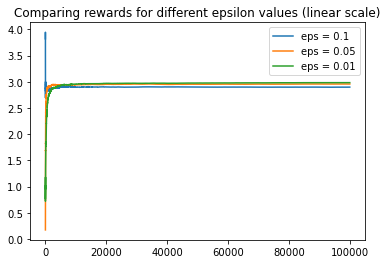 Comparing rewards for different epsilon values (linear scale)
4.0
3.5
3.0
2.5
2.0
1.5
1.0
0.5
0.0
eps = 0.1
eps = 0.05
eps = 0.01
0 20000 40000 60000 80000 100000